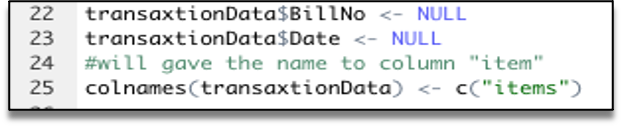 22 transaxtionData$BillNo <- NULL
23 transaxtionData$Date <- NULL
24 #will gave the name to column "item"
25 colnames(transaxtionData) <- c("items")